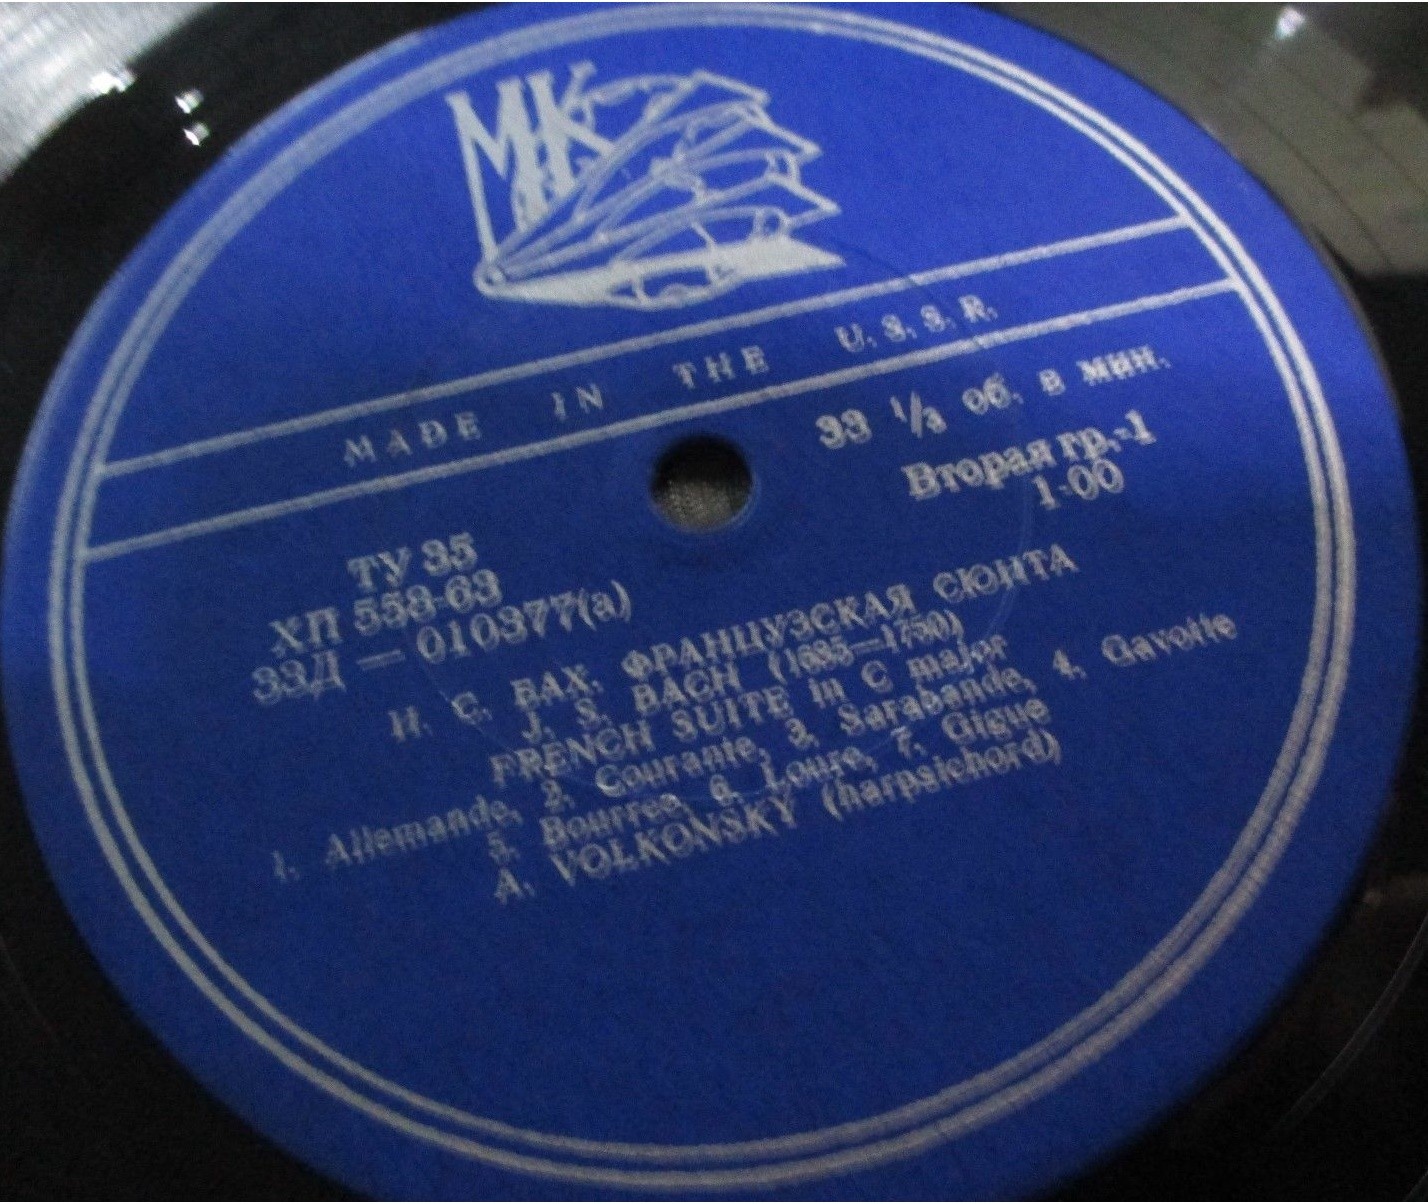 МК
MADE IN THE U.S.S.R.
33 1/3 об. в мин.
Вторая гр.-1
1-00
ТУ 35
ХП 558-63
33Д — 010377(а)
И. С. БАХ. ФРАНЦУЗСКАЯ СЮИТА
J. S. BACH (1685—1750)
FRENCH SUITE in C major
1. Allemande, 2. Courante, 3. Sarabande, 4. Gavotte
5. Bourree, 6. Loure, 7. Gigue
A. VOLKONSKY (harpsichord)